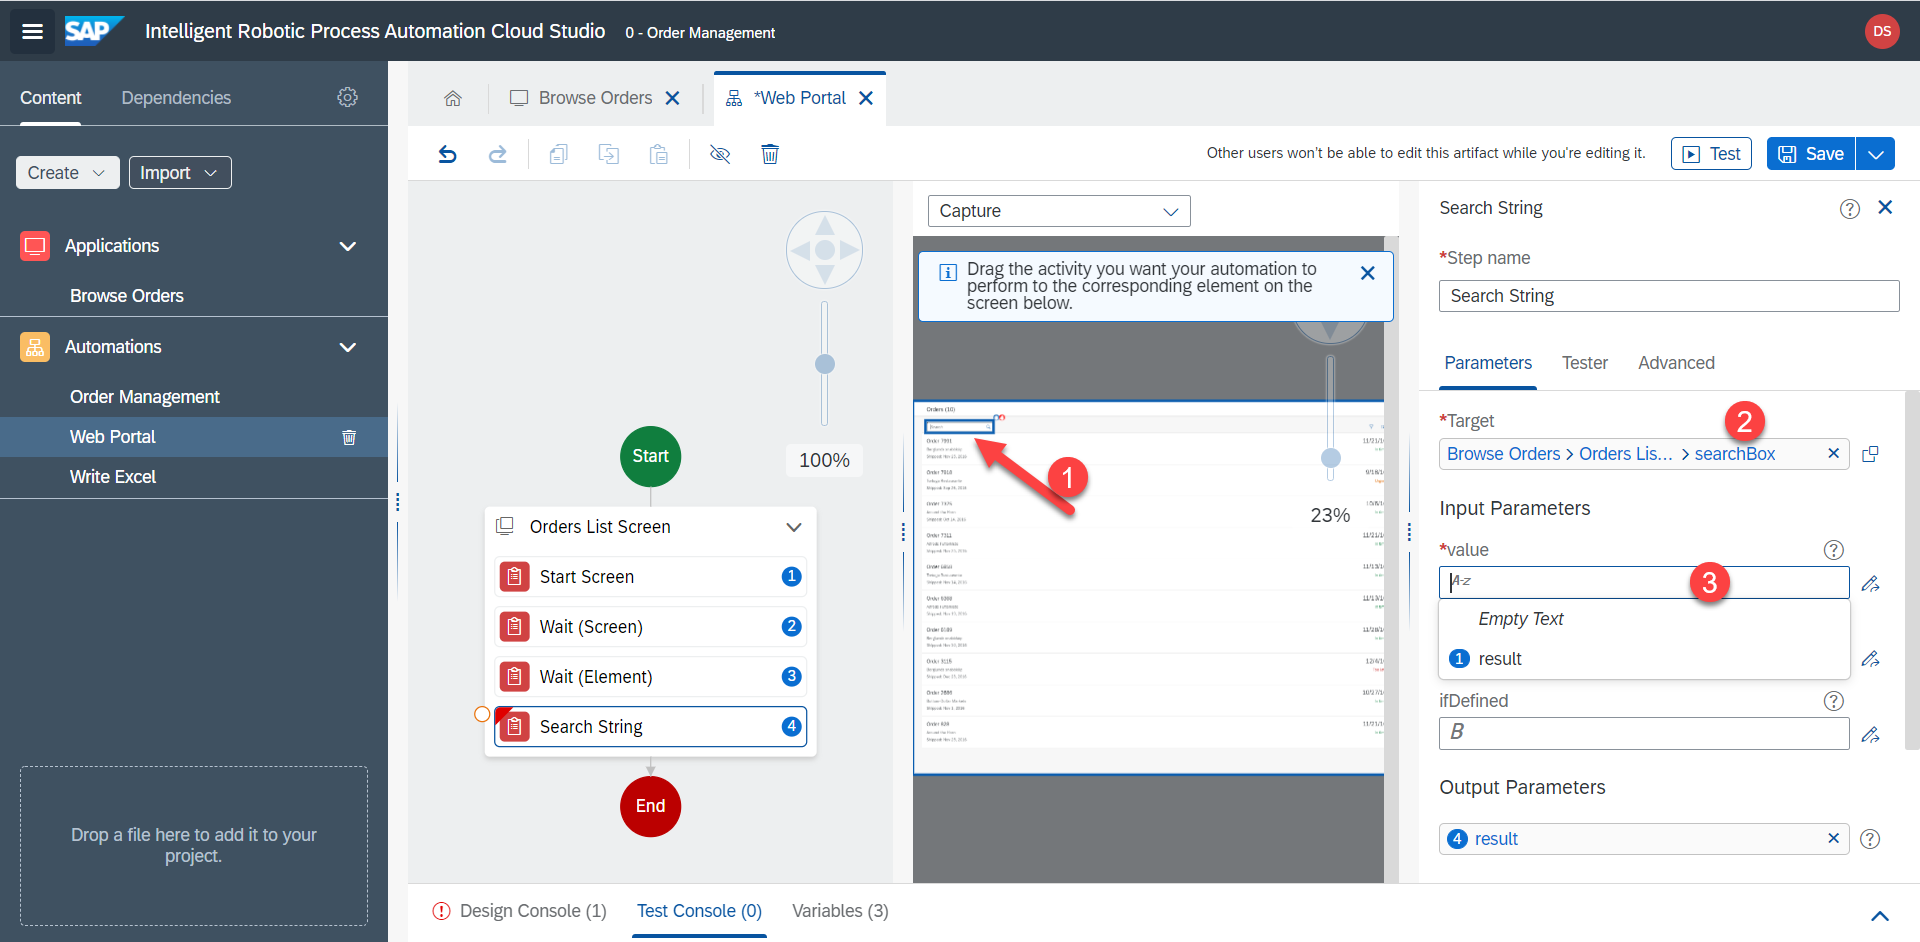 SAP Intelligent Robotic Process Automation Cloud Studio 0 - Order Management DS
Content Dependencies
Browse Orders *Web Portal
Create Import
Other users won't be able to edit this artifact while you're editing it. Test Save
Applications
Browse Orders
Automations
Order Management
Web Portal
Write Excel
Drop a file here to add it to your
project.
100%
Start
Orders List Screen
Start Screen 1
Wait (Screen) 2
Wait (Element) 3
Search String 4
End
Capture
Drag the activity you want your automation to
perform to the corresponding element on the
screen below.
Orders (10)
1
23%
Search String
*Step name
Search String
Parameters Tester Advanced
*Target 2
Browse Orders > Orders Lis... > searchBox
Input Parameters
*value
A-z 3
Empty Text
1 result
ifDefined
B
Output Parameters
4 result
Design Console (1) Test Console (0) Variables (3)